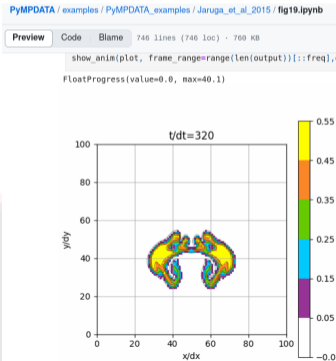 PyMPDATA / examples / PyMPDATA_examples / Jaruga_et_al_2015 / fig19.ipynb
Preview Code Blame 746 lines (746 loc) · 760 KB
show_anim(plot, frame_range=range(len(output))[::freq],
FloatProgress(value=0.0, max=40.1)
t/dt=320
100
80
60
40
20
0
y/dy
0 20 40 60 80 100
x/dx
0.55
0.45
0.35
0.25
0.15
0.05
−0.0